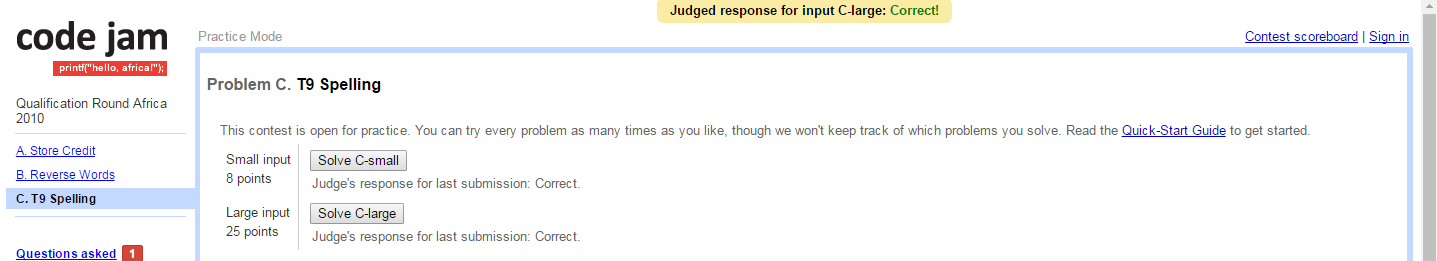 Judged response for input C-large: Correct!
code jam
printf("hello, africa!");
Practice Mode
Contest scoreboard | Sign in
Qualification Round Africa
2010
A. Store Credit
B. Reverse Words
C. T9 Spelling
Questions asked 1
Problem C. T9 Spelling
This contest is open for practice. You can try every problem as many times as you like, though we won't keep track of which problems you solve. Read the Quick-Start Guide to get started.
Small input
8 points
Solve C-small
Judge's response for last submission: Correct.
Large input
25 points
Solve C-large
Judge's response for last submission: Correct.